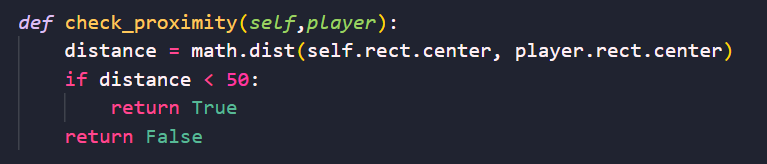 def check_proximity(self,player):
    distance = math.dist(self.rect.center, player.rect.center)
    if distance < 50:
        return True
    return False